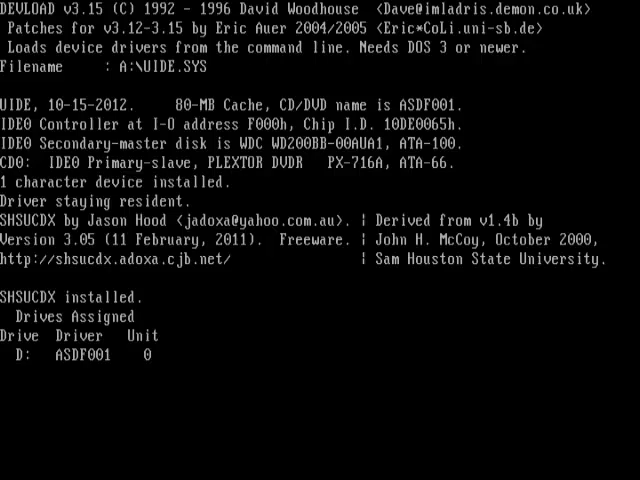 DEVLOAD v3.15 (C) 1992 - 1996 David Woodhouse  <Dave@imladris.demon.co.uk>
Patches for v3.12-3.15 by Eric Auer 2004/2005 <Eric*CoLi.uni-sb.de>
Loads device drivers from the command line. Needs DOS 3 or newer.
Filename     : A:\UIDE.SYS
UIDE, 10-15-2012.     80-MB Cache, CD/DVD name is ASDF001.
IDE0 Controller at I-O address F000h, Chip I.D. 10DE0065h.
IDE0 Secondary-master disk is WDC WD200BB-00AUA1, ATA-100.
CD0:  IDE0 Primary-slave, PLEXTOR DVDR   PX-716A, ATA-66.
1 character device installed.
Driver staying resident.
SHSUCDX by Jason Hood <jadoxa@yahoo.com.au>. | Derived from v1.4b by
Version 3.05 (11 February, 2011).  Freeware. | John H. McCoy, October 2000,
http://shsucdx.adoxa.cjb.net/                | Sam Houston State University.
SHSUCDX installed.
Drives Assigned
Drive  Driver   Unit
D:   ASDF001    0